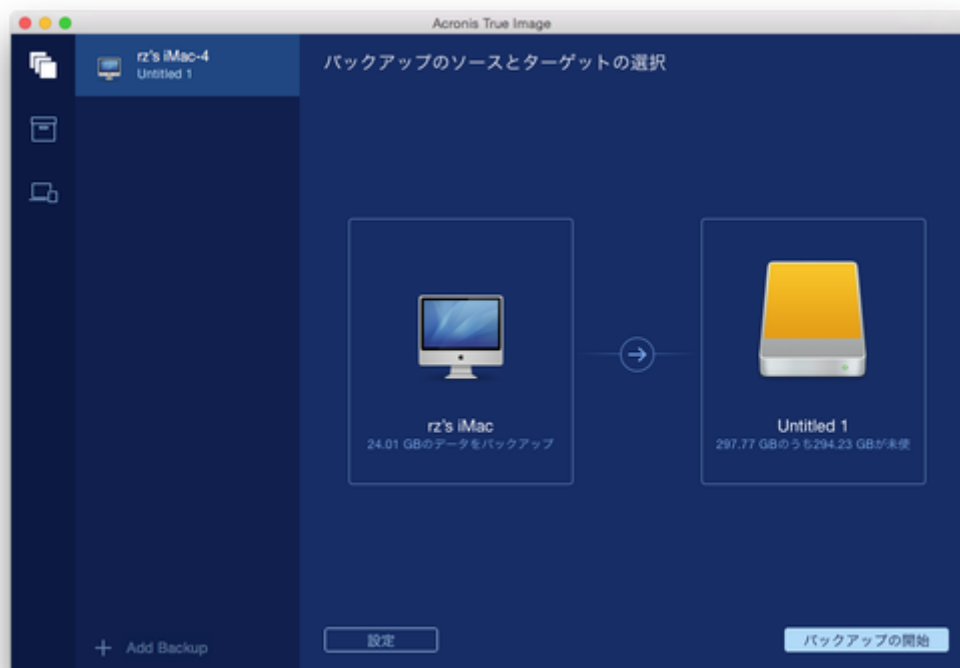 Acronis True Image
rz's iMac-4
Untitled 1
バックアップのソースとターゲットの選択
rz's iMac
24.01 GBのデータをバックアップ
Untitled 1
297.77 GBのうち294.23 GBが未使
Add Backup
設定
バックアップの開始